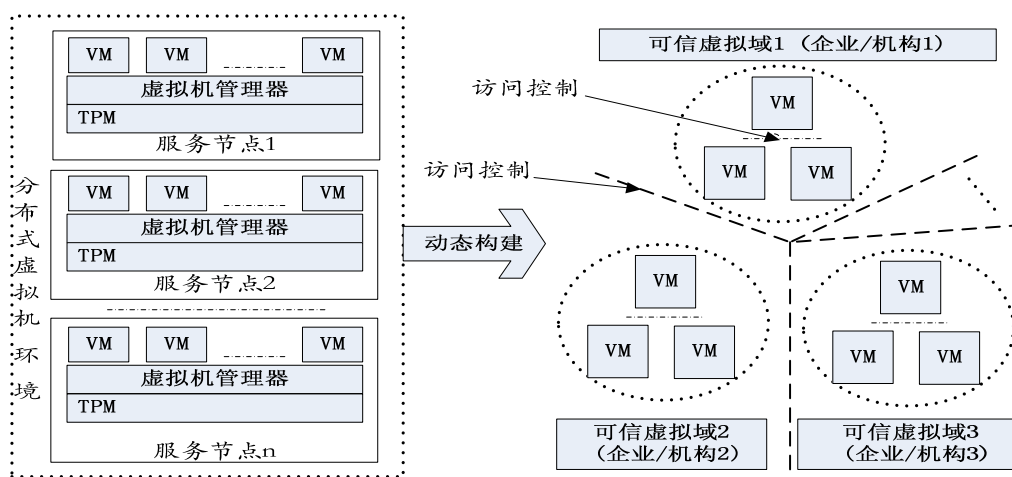 分布式虚拟机环境
VM VM VM
虚拟机管理器
TPM
服务节点1
VM VM VM
虚拟机管理器
TPM
服务节点2
VM VM VM
虚拟机管理器
TPM
服务节点n
动态构建
可信虚拟域1（企业/机构1）
访问控制
访问控制
VM
VM VM
VM
VM VM
VM
VM VM
可信虚拟域2
（企业/机构2）
可信虚拟域3
（企业/机构3）